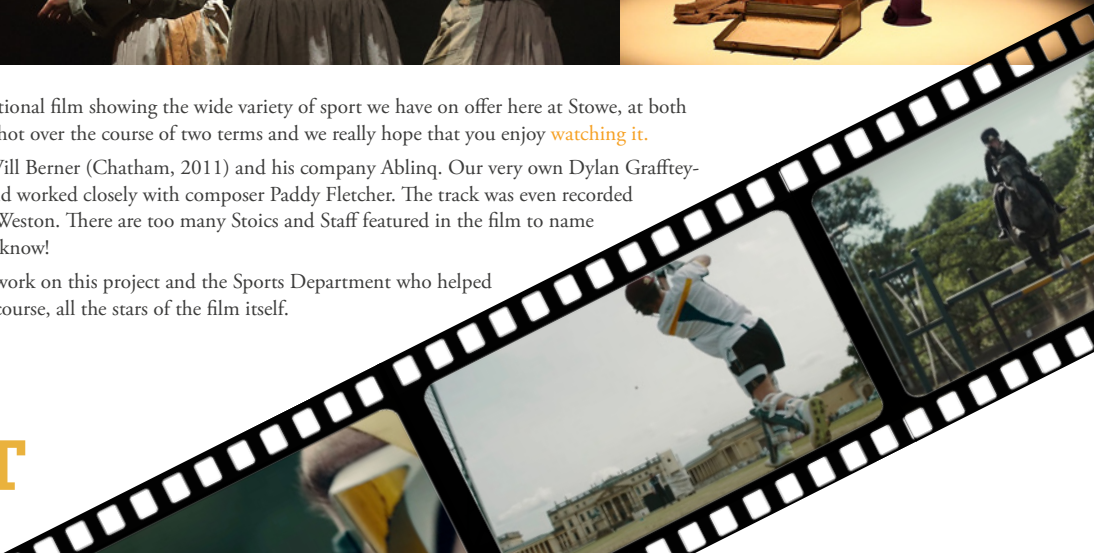 tional film showing the wide variety of sport we have on offer here at Stowe, at both
hot over the course of two terms and we really hope that you enjoy watching it.
Will Berner (Chatham, 2011) and his company Ablinq. Our very own Dylan Grafftey-
d worked closely with composer Paddy Fletcher. The track was even recorded
Weston. There are too many Stoics and Staff featured in the film to name
know!
work on this project and the Sports Department who helped
course, all the stars of the film itself.
T